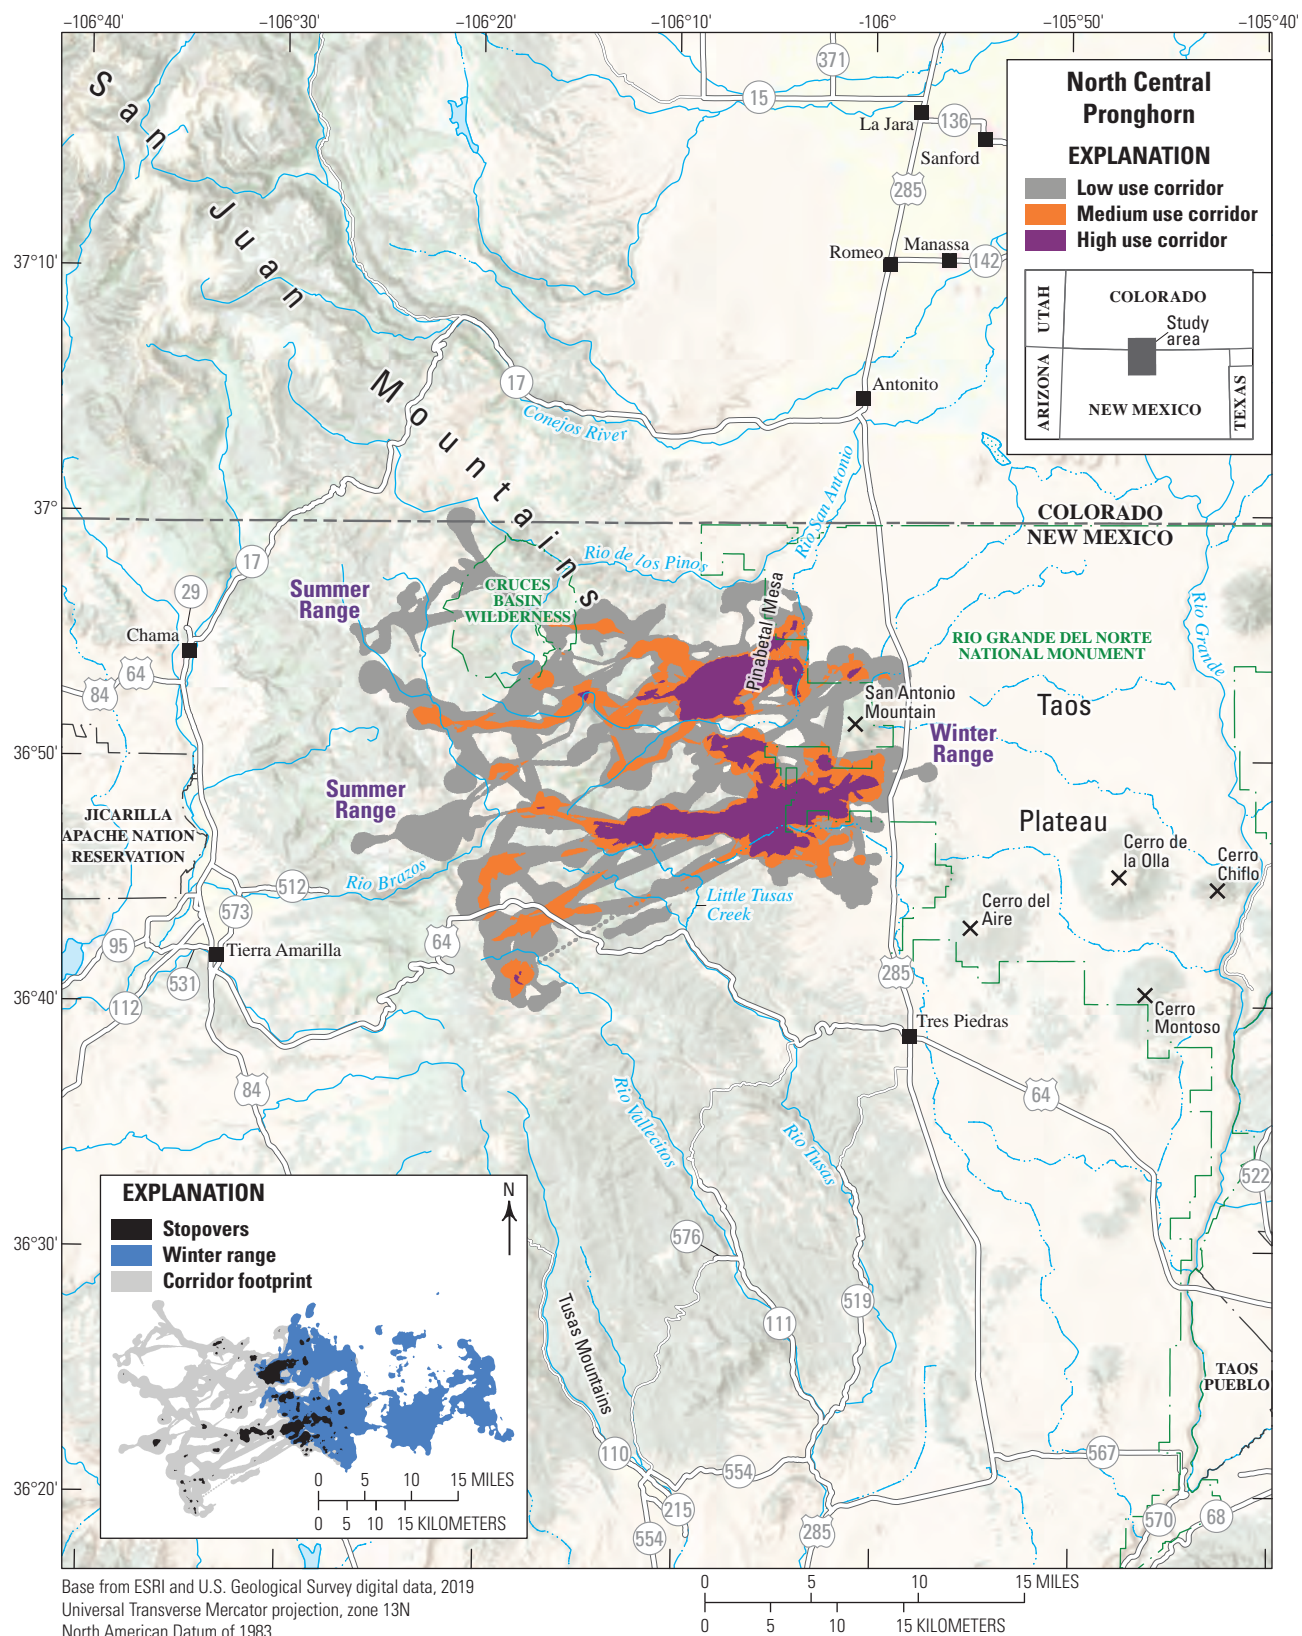 −106°40'
−106°30'
−106°20'
−106°10'
−106°
−105°50'
−105°40'
37°10'
37°
36°50'
36°40'
36°30'
36°20'
North Central
Pronghorn
EXPLANATION
Low use corridor
Medium use corridor
High use corridor
UTAH
COLORADO
Study
area
ARIZONA
NEW MEXICO
TEXAS
San Juan Mountains
371
15
La Jara
136
Sanford
285
Romeo
Manassa
142
17
Antonito
Conejos River
Rio San Antonio
COLORADO
NEW MEXICO
17
29
Summer
Range
CRUCES
BASIN
WILDERNESS
Rio de los Pinos
Pinabetal Mesa
Rio Grande
RIO GRANDE DEL NORTE
NATIONAL MONUMENT
Chama
64
84
San Antonio
Mountain
Taos
Plateau
Winter
Range
Summer
Range
JICARILLA
APACHE NATION
RESERVATION
Cerro de
la Olla
Cerro
Chiflo
Rio Brazos
512
573
Little Tusas
Creek
Cerro del
Aire
95
Tierra Amarilla
64
531
112
285
Cerro
Montoso
Tres Piedras
84
64
Rio Vallecitos
Rio Tusas
522
576
519
111
Tusas Mountains
TAOS
PUEBLO
110
554
567
215
554
285
570
68
EXPLANATION
N
Stopovers
Winter range
Corridor footprint
0 5 10 15 MILES
0 5 10 15 KILOMETERS
Base from ESRI and U.S. Geological Survey digital data, 2019
Universal Transverse Mercator projection, zone 13N
North American Datum of 1983
0 5 10 15 MILES
0 5 10 15 KILOMETERS